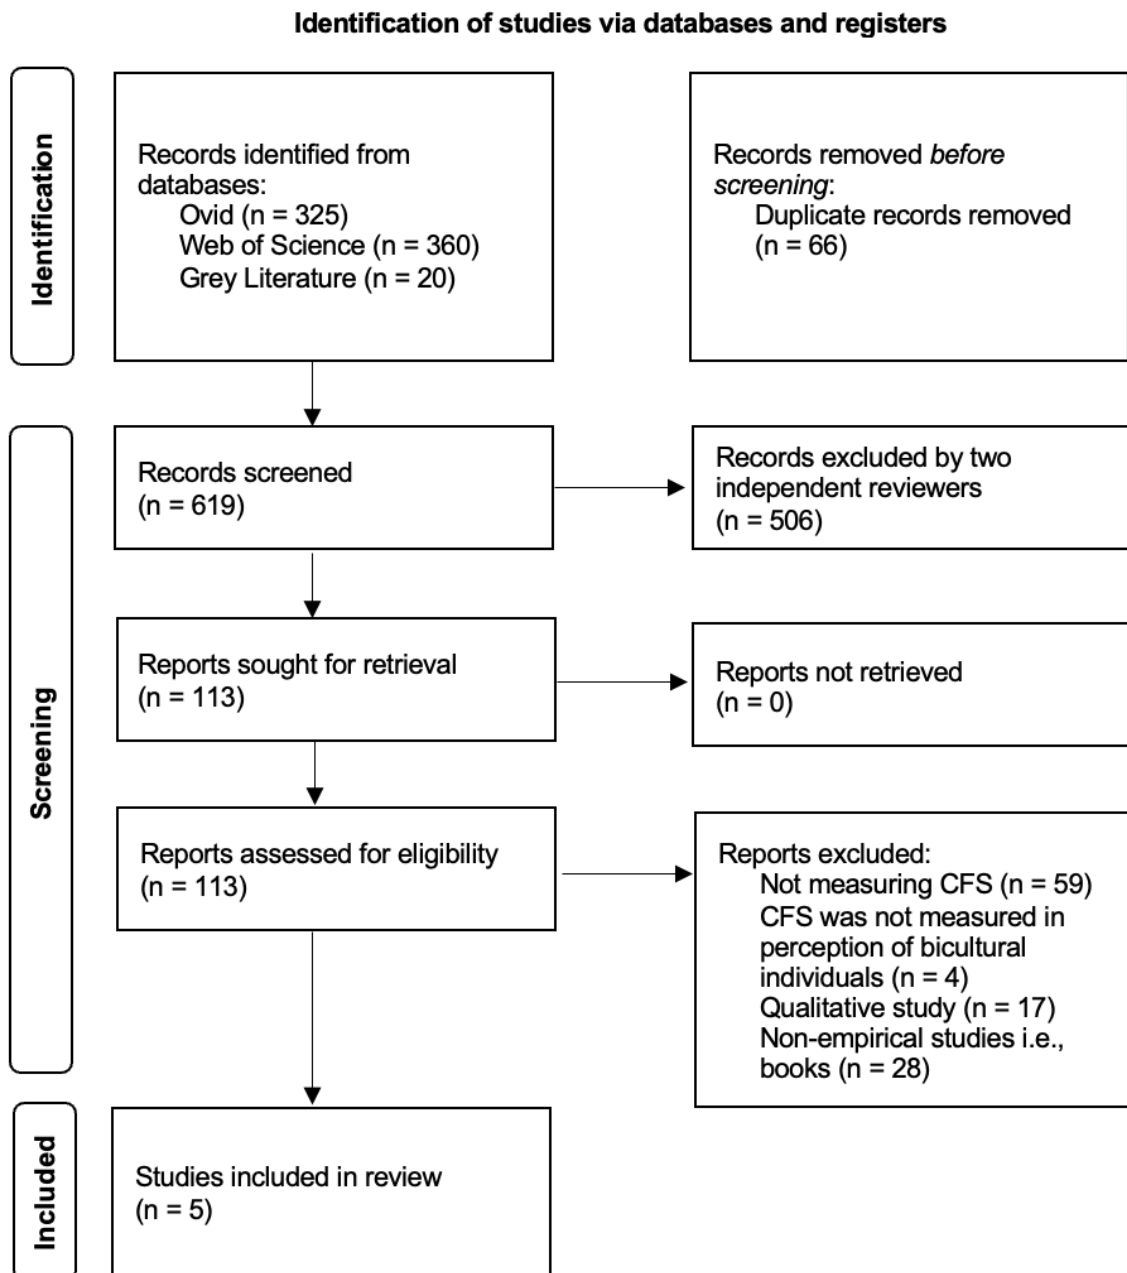 Identification of studies via databases and registers
Identification
Records identified from
databases:
Ovid (n = 325)
Web of Science (n = 360)
Grey Literature (n = 20)
Records removed before
screening:
Duplicate records removed
(n = 66)
Screening
Records screened
(n = 619)
Records excluded by two
independent reviewers
(n = 506)
Reports sought for retrieval
(n = 113)
Reports not retrieved
(n = 0)
Reports assessed for eligibility
(n = 113)
Reports excluded:
Not measuring CFS (n = 59)
CFS was not measured in
perception of bicultural
individuals (n = 4)
Qualitative study (n = 17)
Non-empirical studies i.e.,
books (n = 28)
Included
Studies included in review
(n = 5)